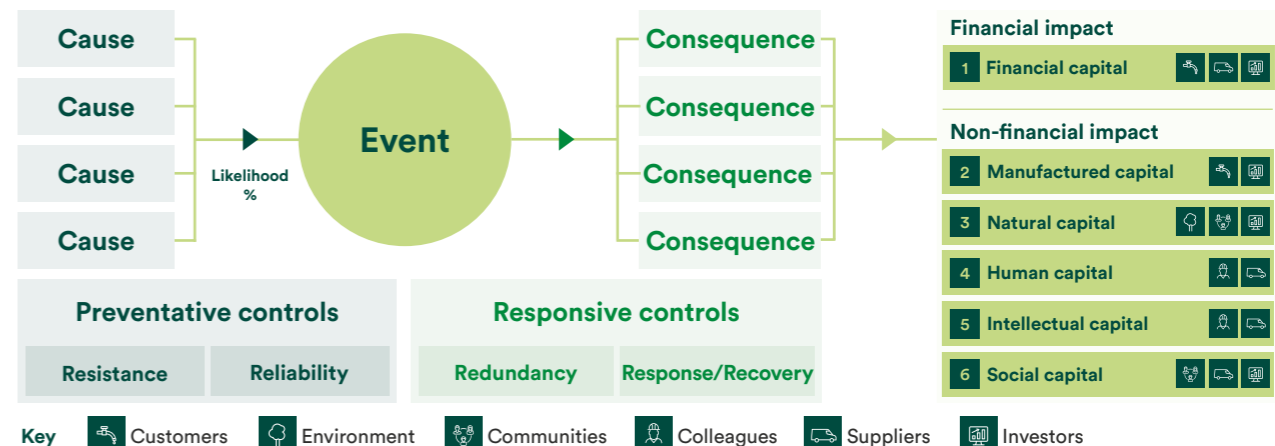 Cause
Cause
Cause
Cause
Likelihood
%
Event
Consequence
Consequence
Consequence
Consequence
Financial impact
1 Financial capital
Non-financial impact
2 Manufactured capital
3 Natural capital
4 Human capital
5 Intellectual capital
6 Social capital
Preventative controls
Resistance
Reliability
Responsive controls
Redundancy
Response/Recovery
Key Customers Environment Communities Colleagues Suppliers Investors